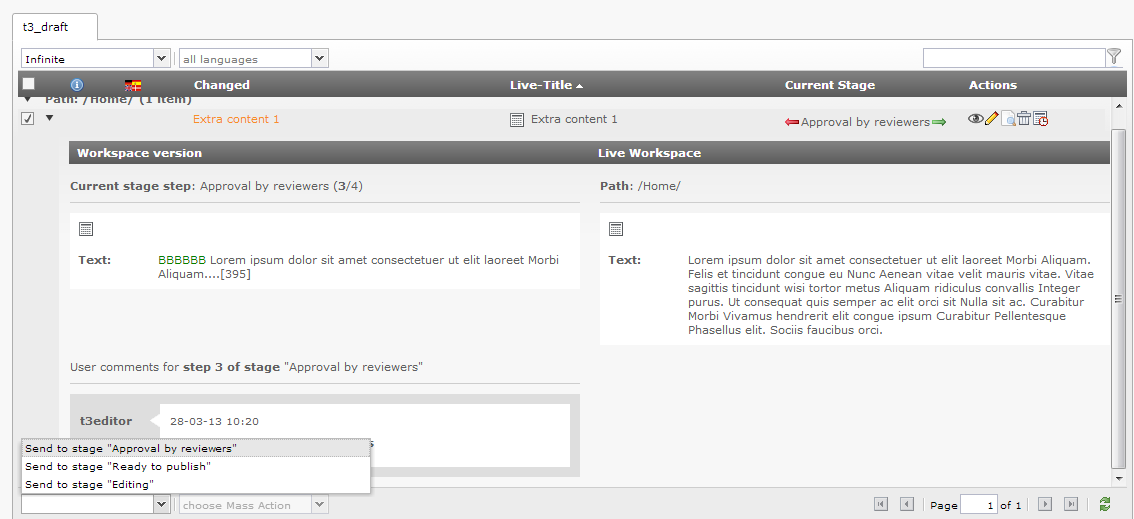 t3_draft
Infinite
all languages
Changed
Live-Title
Current Stage
Actions
Path: /Home/ (1 item)
Extra content 1
Extra content 1
Approval by reviewers
Workspace version
Live Workspace
Current stage step: Approval by reviewers (3/4)
Path: /Home/
Text:
BBBBBB Lorem ipsum dolor sit amet consectetuer ut elit laoreet Morbi
Aliquam....[395]
Text:
Lorem ipsum dolor sit amet consectetuer ut elit laoreet Morbi Aliquam.
Felis et tincidunt congue eu Nunc Aenean vitae velit mauris vitae. Vitae
sagittis tincidunt wisi tortor metus Aliquam ridiculus convallis Integer
purus. Ut consequat quis semper ac elit orci sit Nulla sit ac. Curabitur
Morbi Vivamus hendrerit elit congue ipsum Curabitur Pellentesque
Phasellus elit. Sociis faucibus orci.
User comments for step 3 of stage "Approval by reviewers"
t3editor
28-03-13 10:20
Send to stage "Approval by reviewers"
Send to stage "Ready to publish"
Send to stage "Editing"
choose Mass Action
Page 1 of 1